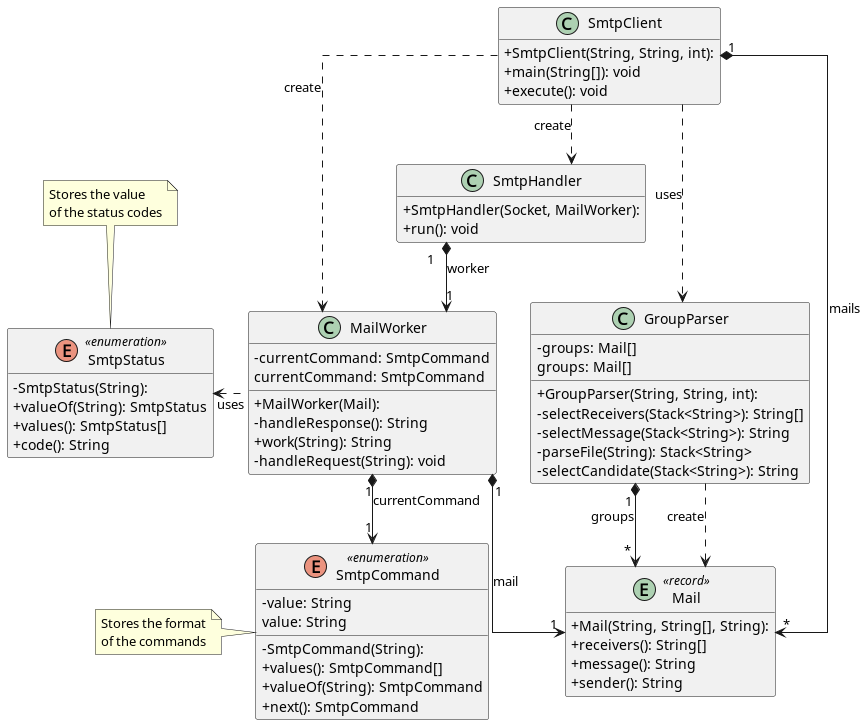 C SmtpClient
+SmtpClient(String, String, int):
+main(String[]): void
+execute(): void
1
create
create
uses
mails
C SmtpHandler
+SmtpHandler(Socket, MailWorker):
+run(): void
1
worker
1
Stores the value
of the status codes
E «enumeration»
SmtpStatus
-SmtpStatus(String):
+valueOf(String): SmtpStatus
+values(): SmtpStatus[]
+code(): String
uses
C MailWorker
-currentCommand: SmtpCommand
currentCommand: SmtpCommand
+MailWorker(Mail):
-handleResponse(): String
+work(String): String
-handleRequest(String): void
1
currentCommand
1
1
mail
1
C GroupParser
-groups: Mail[]
groups: Mail[]
+GroupParser(String, String, int):
-selectReceivers(Stack<String>): String[]
-selectMessage(Stack<String>): String
-parseFile(String): Stack<String>
-selectCandidate(Stack<String>): String
1
groups
*
create
E «enumeration»
SmtpCommand
-value: String
value: String
-SmtpCommand(String):
+values(): SmtpCommand[]
+valueOf(String): SmtpCommand
+next(): SmtpCommand
Stores the format
of the commands
E «record»
Mail
+Mail(String, String[], String):
+receivers(): String[]
+message(): String
+sender(): String
*